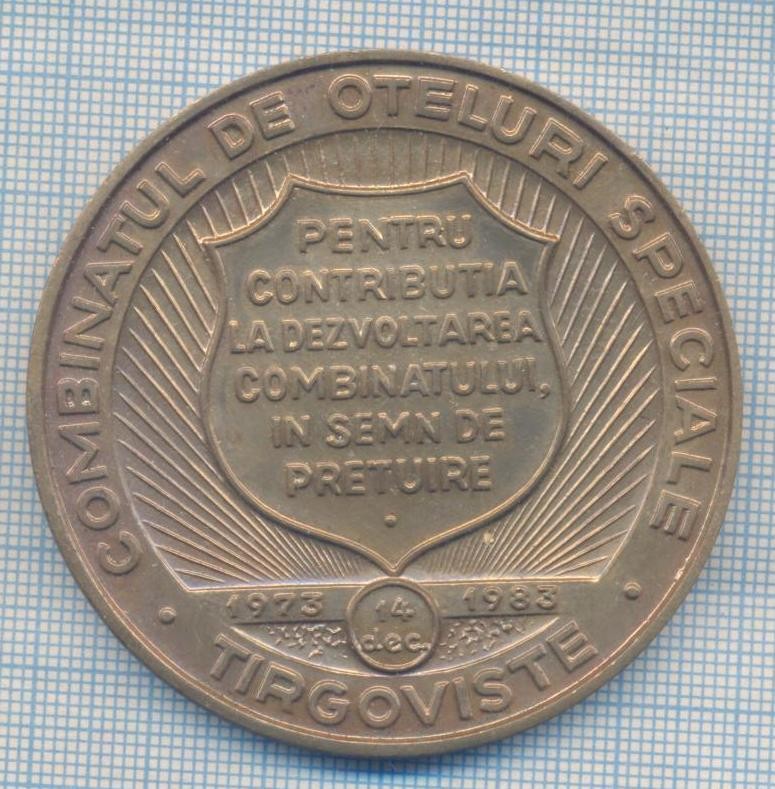 COMBINATUL DE OTELURI SPECIALE
PENTRU
CONTRIBUTIA
LA DEZVOLTAREA
COMBINATULUI,
IN SEMN DE
PRETUIRE
1973 14 dec. 1983
TIRGOVISTE